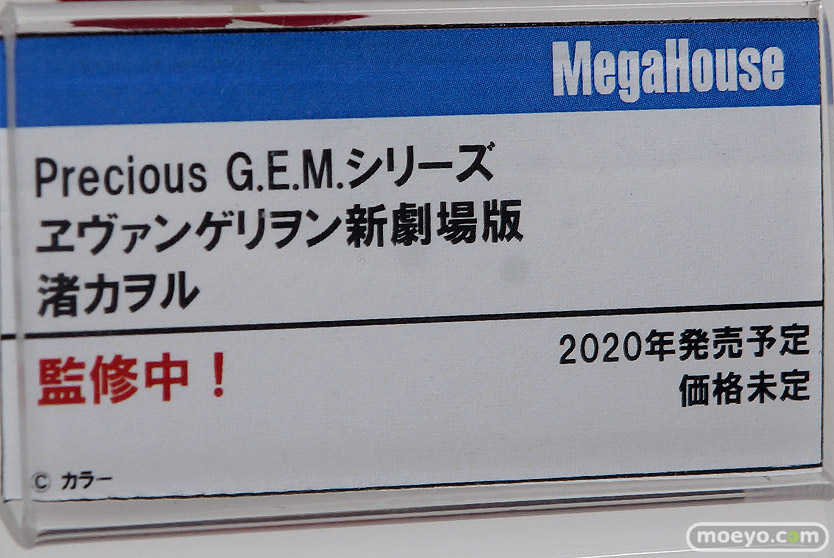 MegaHouse
Precious G.E.M.シリーズ
ヱヴァンゲリヲン新劇場版
渚カヲル
監修中！
2020年発売予定
価格未定
© カラー
moeyo.com